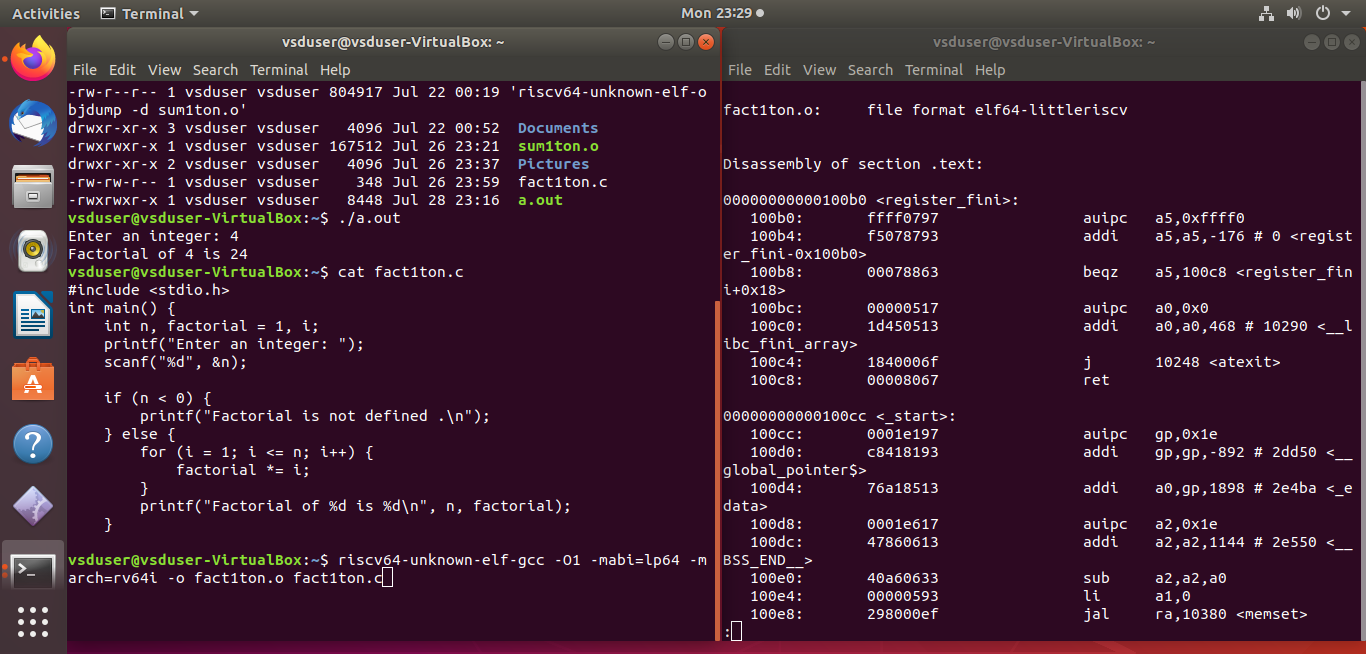 Activities Terminal Mon 23:29
vsduser@vsduser-VirtualBox: ~
File Edit View Search Terminal Help
-rw-r--r-- 1 vsduser vsduser 804917 Jul 22 00:19 'riscv64-unknown-elf-o
bjdump -d sum1ton.o'
drwxr-xr-x 3 vsduser vsduser   4096 Jul 22 00:52  Documents
-rwxrwxr-x 1 vsduser vsduser 167512 Jul 26 23:21  sum1ton.o
drwxr-xr-x 2 vsduser vsduser   4096 Jul 26 23:37  Pictures
-rw-rw-r-- 1 vsduser vsduser    348 Jul 26 23:59  fact1ton.c
-rwxrwxr-x 1 vsduser vsduser   8448 Jul 28 23:16  a.out
vsduser@vsduser-VirtualBox:~$ ./a.out
Enter an integer: 4
Factorial of 4 is 24
vsduser@vsduser-VirtualBox:~$ cat fact1ton.c
#include <stdio.h>
int main() {
    int n, factorial = 1, i;
    printf("Enter an integer: ");
    scanf("%d", &n);
    if (n < 0) {
        printf("Factorial is not defined .\n");
    } else {
        for (i = 1; i <= n; i++) {
            factorial *= i;
        }
        printf("Factorial of %d is %d\n", n, factorial);
    }
vsduser@vsduser-VirtualBox:~$ riscv64-unknown-elf-gcc -O1 -mabi=lp64 -m
arch=rv64i -o fact1ton.o fact1ton.c
vsduser@vsduser-VirtualBox: ~
File Edit View Search Terminal Help
fact1ton.o:     file format elf64-littleriscv
Disassembly of section .text:
00000000000100b0 <register_fini>:
   100b0:       ffff0797                auipc   a5,0xffff0
   100b4:       f5078793                addi    a5,a5,-176 # 0 <regist
er_fini-0x100b0>
   100b8:       00078863                beqz    a5,100c8 <register_fin
i+0x18>
   100bc:       00000517                auipc   a0,0x0
   100c0:       1d450513                addi    a0,a0,468 # 10290 <__l
ibc_fini_array>
   100c4:       1840006f                j       10248 <atexit>
   100c8:       00008067                ret
00000000000100cc <_start>:
   100cc:       0001e197                auipc   gp,0x1e
   100d0:       c8418193                addi    gp,gp,-892 # 2dd50 <__
global_pointer$>
   100d4:       76a18513                addi    a0,gp,1898 # 2e4ba <_e
data>
   100d8:       0001e617                auipc   a2,0x1e
   100dc:       47860613                addi    a2,a2,1144 # 2e550 <__
BSS_END__>
   100e0:       40a60633                sub     a2,a2,a0
   100e4:       00000593                li      a1,0
   100e8:       298000ef                jal     ra,10380 <memset>
: